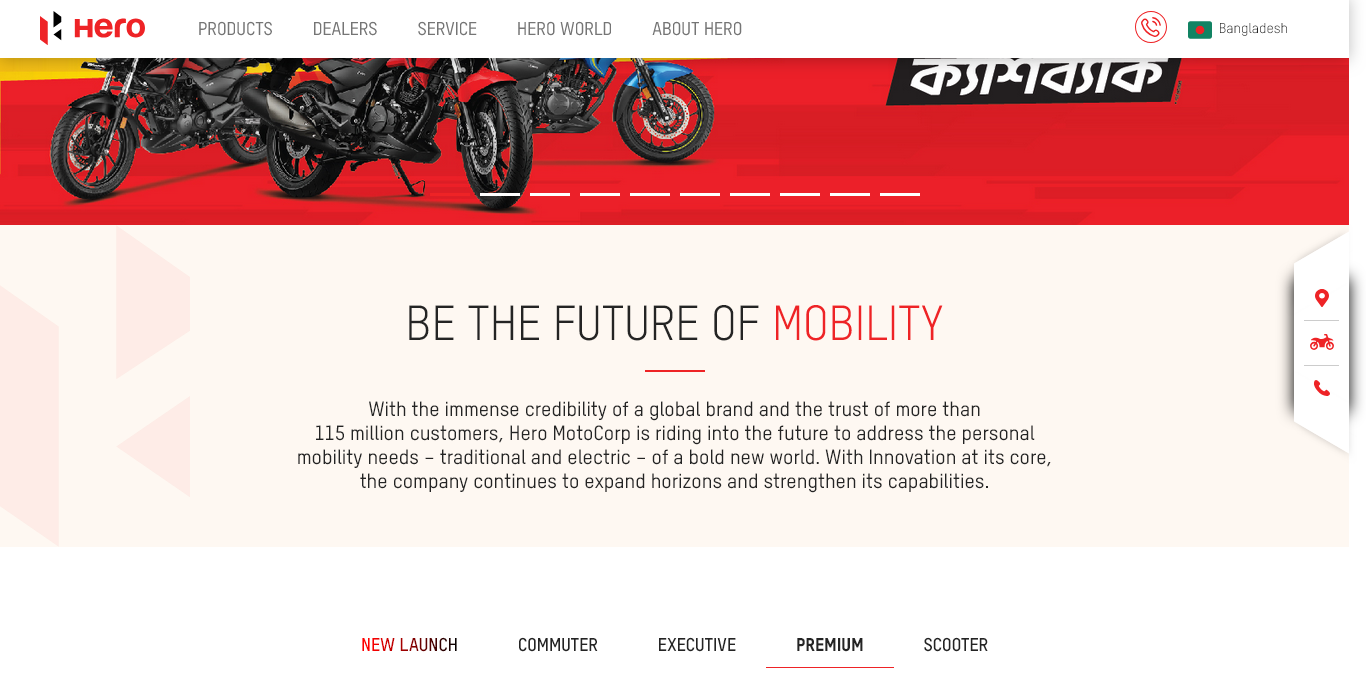 Hero
PRODUCTS
DEALERS
SERVICE
HERO WORLD
ABOUT HERO
Bangladesh
ক্যাশব্যাক
BE THE FUTURE OF MOBILITY
With the immense credibility of a global brand and the trust of more than
115 million customers, Hero MotoCorp is riding into the future to address the personal
mobility needs – traditional and electric – of a bold new world. With Innovation at its core,
the company continues to expand horizons and strengthen its capabilities.
NEW LAUNCH
COMMUTER
EXECUTIVE
PREMIUM
SCOOTER